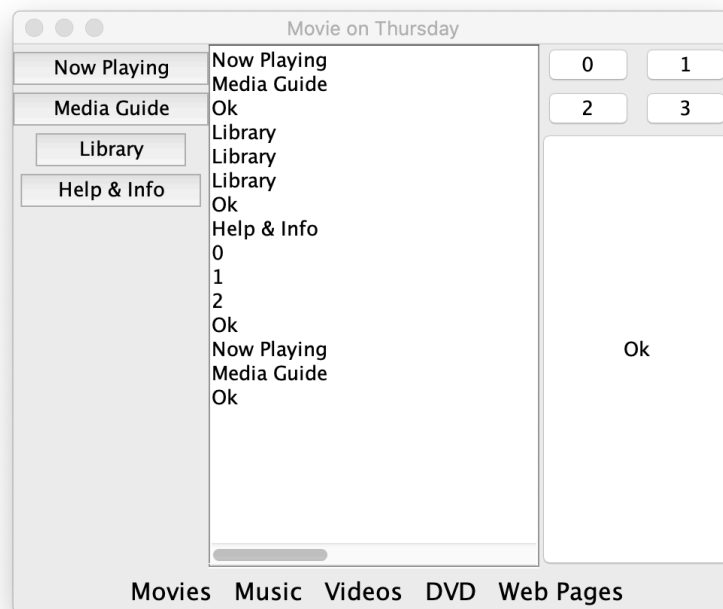 Movie on Thursday
Now Playing
Media Guide
Library
Help & Info
Now Playing
Media Guide
Ok
Library
Library
Library
Ok
Help & Info
0
1
2
Ok
Now Playing
Media Guide
Ok
0 1
2 3
Ok
Movies Music Videos DVD Web Pages